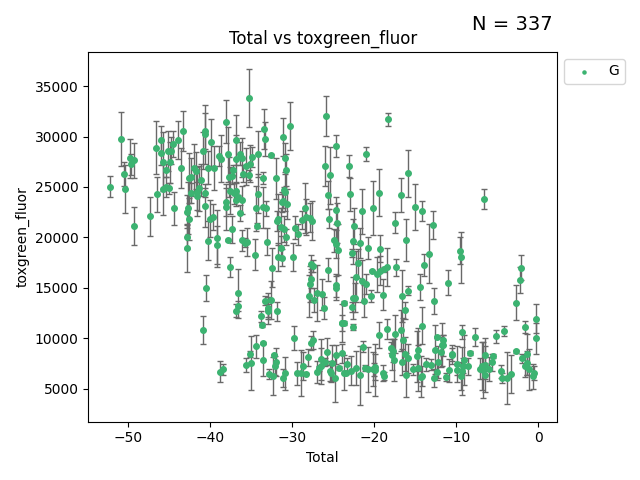 N = 337
Total vs toxgreen_fluor
G
toxgreen_fluor
35000
30000
25000
20000
15000
10000
5000
−50 −40 −30 −20 −10 0
Total